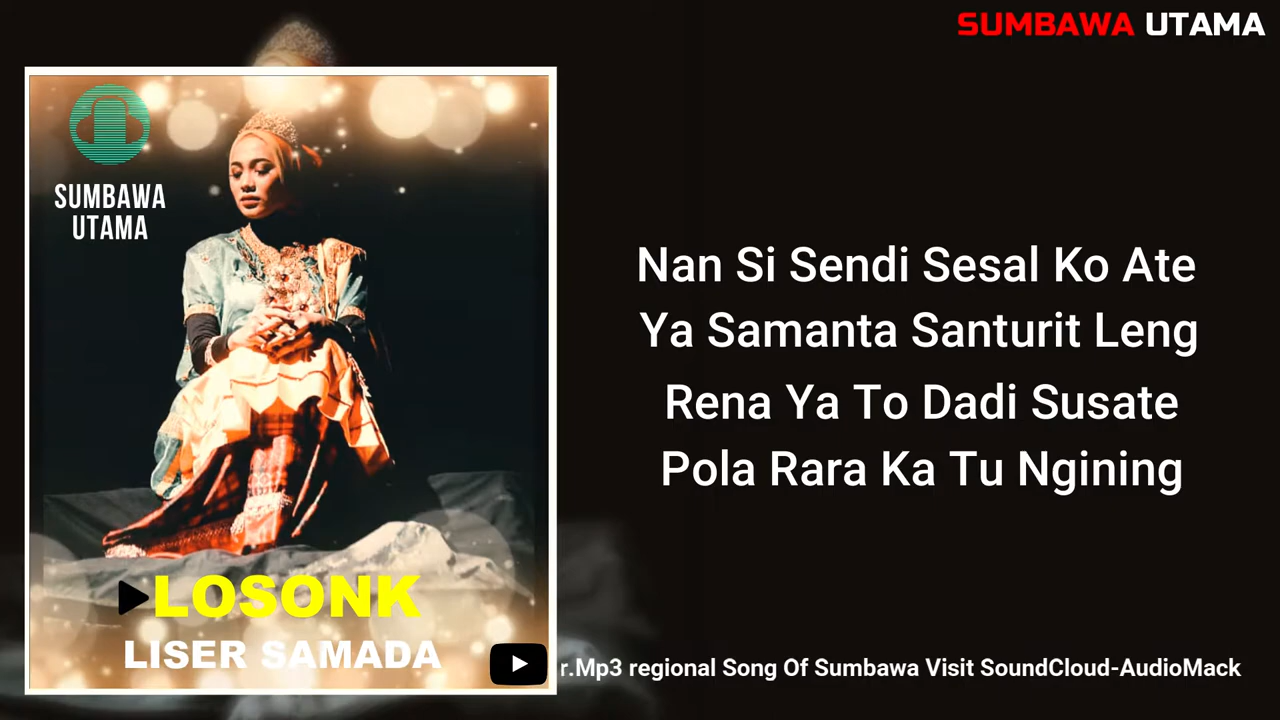 SUMBAWA UTAMA
SUMBAWA
UTAMA
Nan Si Sendi Sesal Ko Ate
Ya Samanta Santurit Leng
Rena Ya To Dadi Susate
Pola Rara Ka Tu Ngining
LOSONK
LISER SAMADA
r.Mp3 regional Song Of Sumbawa Visit SoundCloud-AudioMack